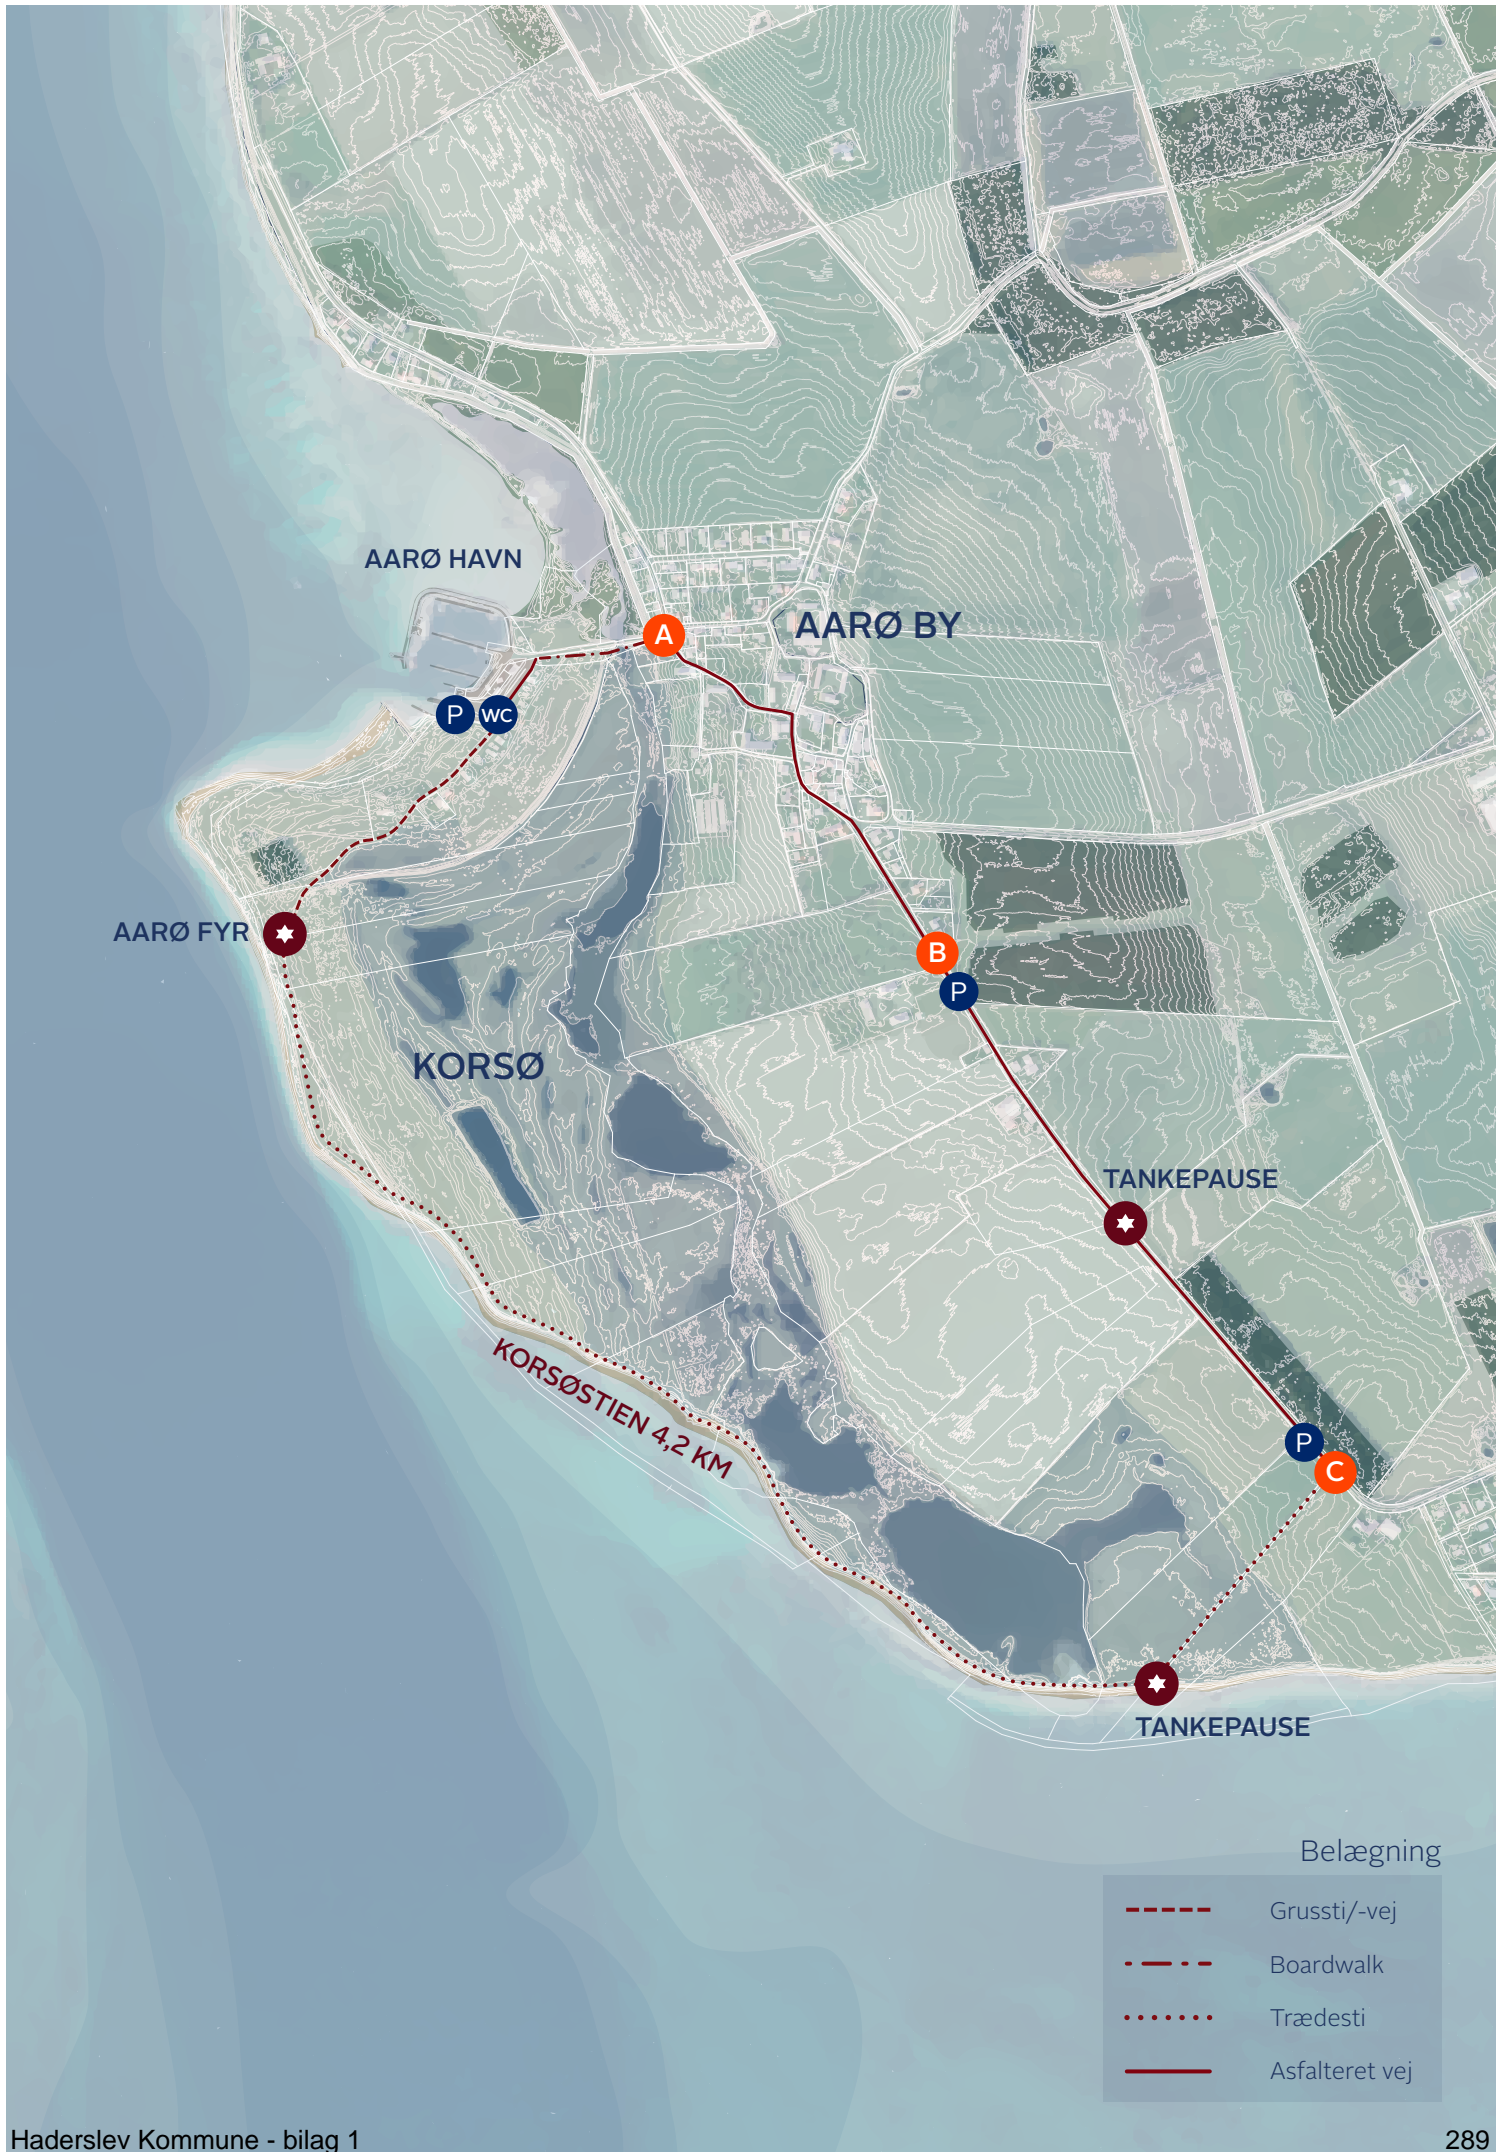 AARØ HAVN
A
AARØ BY
P
WC
AARØ FYR
B
P
KORSØ
TANKEPAUSE
KORSØSTIEN 4,2 KM
P
C
TANKEPAUSE
Belægning
Grussti/-vej
Boardwalk
Trædesti
Asfalteret vej
Haderslev Kommune - bilag 1
289